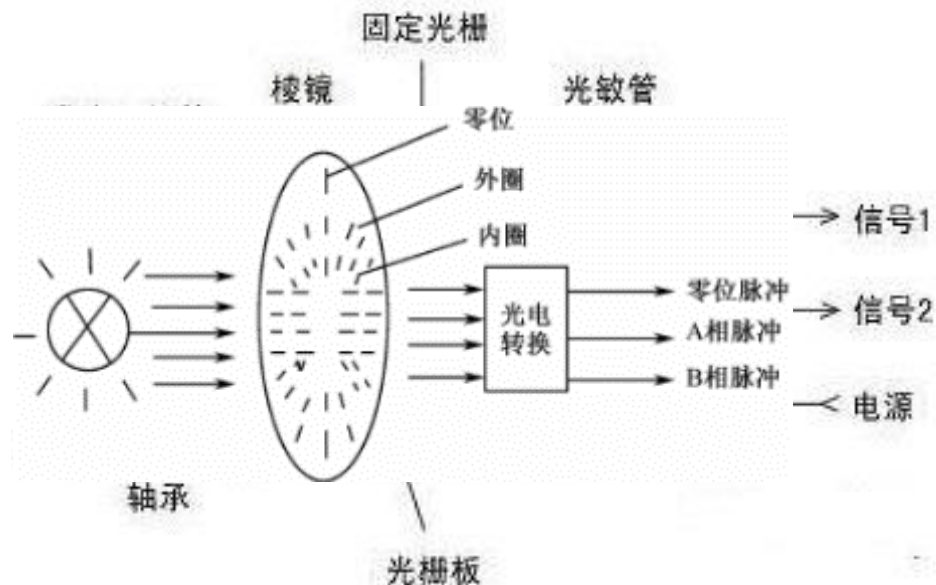 固定光栅
棱镜
光敏管
零位
外圈
内圈
信号1
零位脉冲
信号2
光电
转换
A相脉冲
B相脉冲
电源
轴承
光栅板